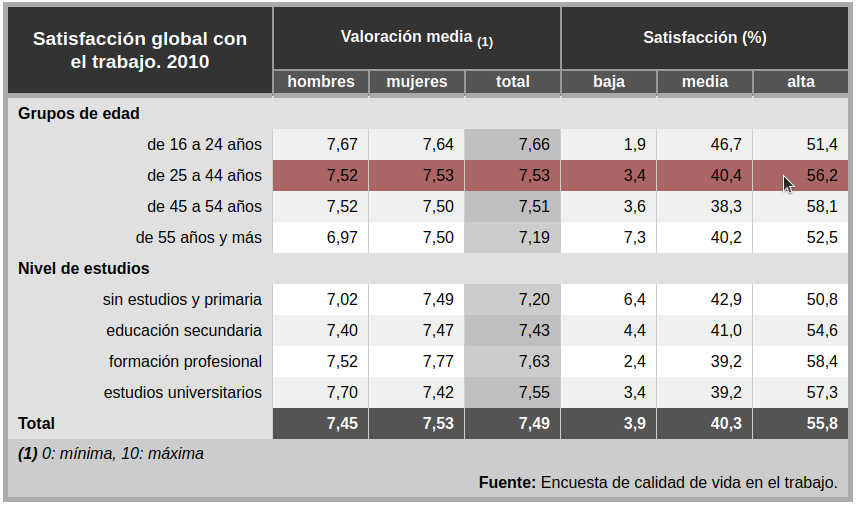 Satisfacción global con
el trabajo. 2010
Valoración media (1)
Satisfacción (%)
hombres mujeres total baja media alta
Grupos de edad
de 16 a 24 años 7,67 7,64 7,66 1,9 46,7 51,4
de 25 a 44 años 7,52 7,53 7,53 3,4 40,4 56,2
de 45 a 54 años 7,52 7,50 7,51 3,6 38,3 58,1
de 55 años y más 6,97 7,50 7,19 7,3 40,2 52,5
Nivel de estudios
sin estudios y primaria 7,02 7,49 7,20 6,4 42,9 50,8
educación secundaria 7,40 7,47 7,43 4,4 41,0 54,6
formación profesional 7,52 7,77 7,63 2,4 39,2 58,4
estudios universitarios 7,70 7,42 7,55 3,4 39,2 57,3
Total 7,45 7,53 7,49 3,9 40,3 55,8
(1) 0: mínima, 10: máxima
Fuente: Encuesta de calidad de vida en el trabajo.